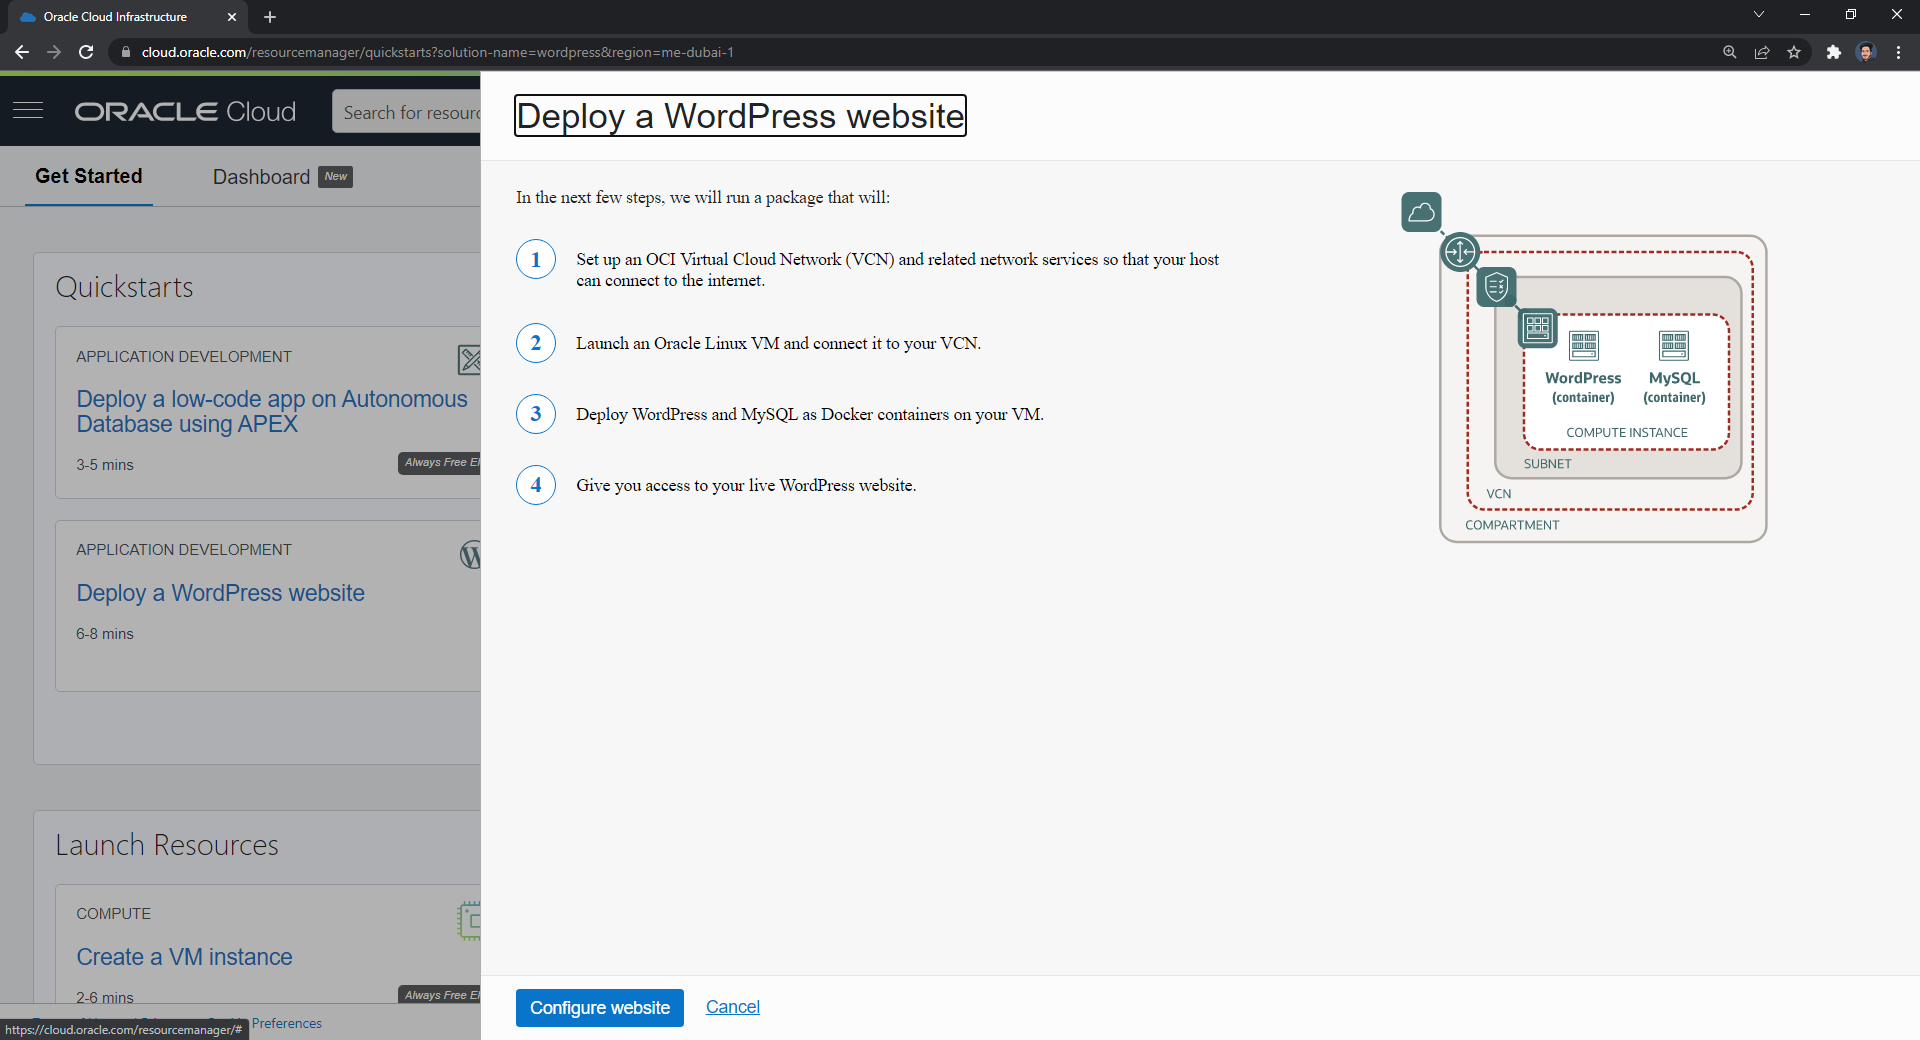 Oracle Cloud Infrastructure
cloud.oracle.com/resourcemanager/quickstarts?solution-name=wordpress&region=me-dubai-1
ORACLE Cloud
Search for resour
Get Started
Dashboard New
Quickstarts
APPLICATION DEVELOPMENT
Deploy a low-code app on Autonomous
Database using APEX
3-5 mins
Always Free El
APPLICATION DEVELOPMENT
Deploy a WordPress website
6-8 mins
Launch Resources
COMPUTE
Create a VM instance
2-6 mins
Always Free El
Preferences
https://cloud.oracle.com/resourcemanager/#
Deploy a WordPress website
In the next few steps, we will run a package that will:
1
Set up an OCI Virtual Cloud Network (VCN) and related network services so that your host
can connect to the internet.
2
Launch an Oracle Linux VM and connect it to your VCN.
3
Deploy WordPress and MySQL as Docker containers on your VM.
4
Give you access to your live WordPress website.
WordPress
(container)
MySQL
(container)
COMPUTE INSTANCE
SUBNET
VCN
COMPARTMENT
Configure website
Cancel